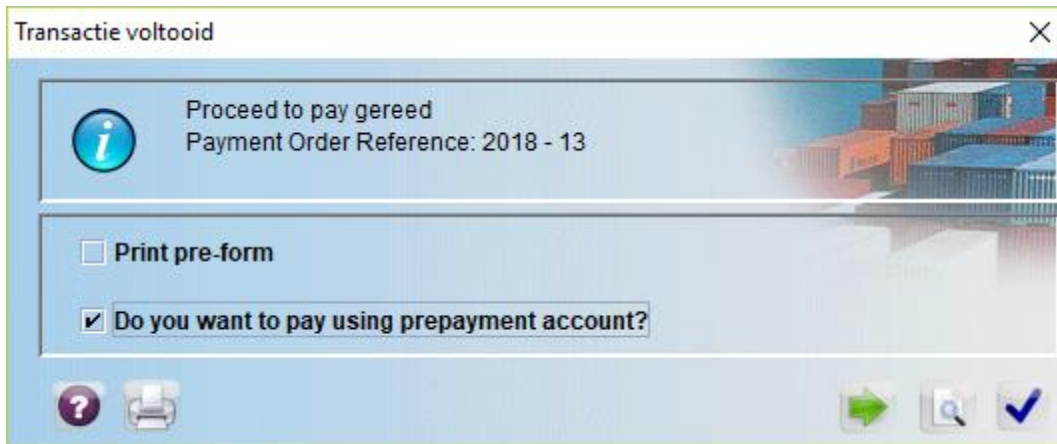 Transactie voltooid
Proceed to pay gereed
Payment Order Reference: 2018 - 13
Print pre-form
Do you want to pay using prepayment account?